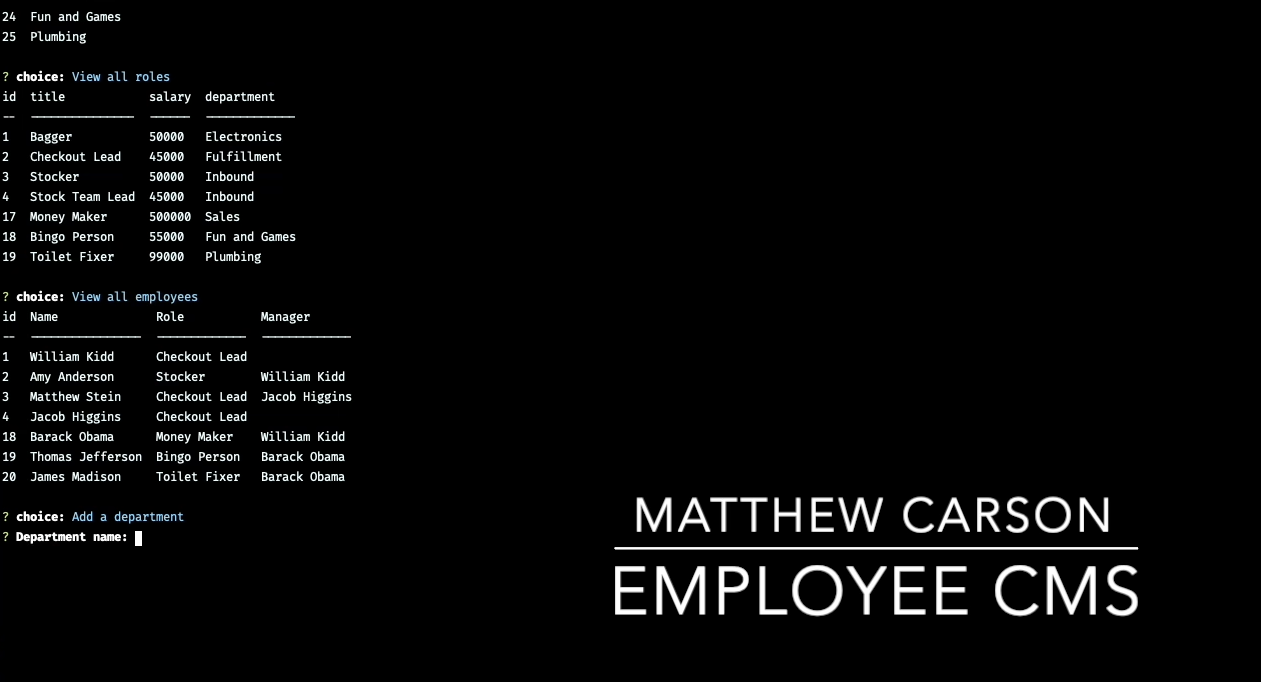 24  Fun and Games
25  Plumbing
? choice: View all roles
id  title            salary  department
--  ---------------  ------  -------------
1   Bagger           50000   Electronics
2   Checkout Lead    45000   Fulfillment
3   Stocker          50000   Inbound
4   Stock Team Lead  45000   Inbound
17  Money Maker      500000  Sales
18  Bingo Person     55000   Fun and Games
19  Toilet Fixer     99000   Plumbing
? choice: View all employees
id  Name              Role           Manager
--  ----------------  -------------  -------------
1   William Kidd      Checkout Lead
2   Amy Anderson      Stocker        William Kidd
3   Matthew Stein     Checkout Lead  Jacob Higgins
4   Jacob Higgins     Checkout Lead
18  Barack Obama      Money Maker    William Kidd
19  Thomas Jefferson  Bingo Person   Barack Obama
20  James Madison     Toilet Fixer   Barack Obama
? choice: Add a department
? Department name:
MATTHEW CARSON
EMPLOYEE CMS